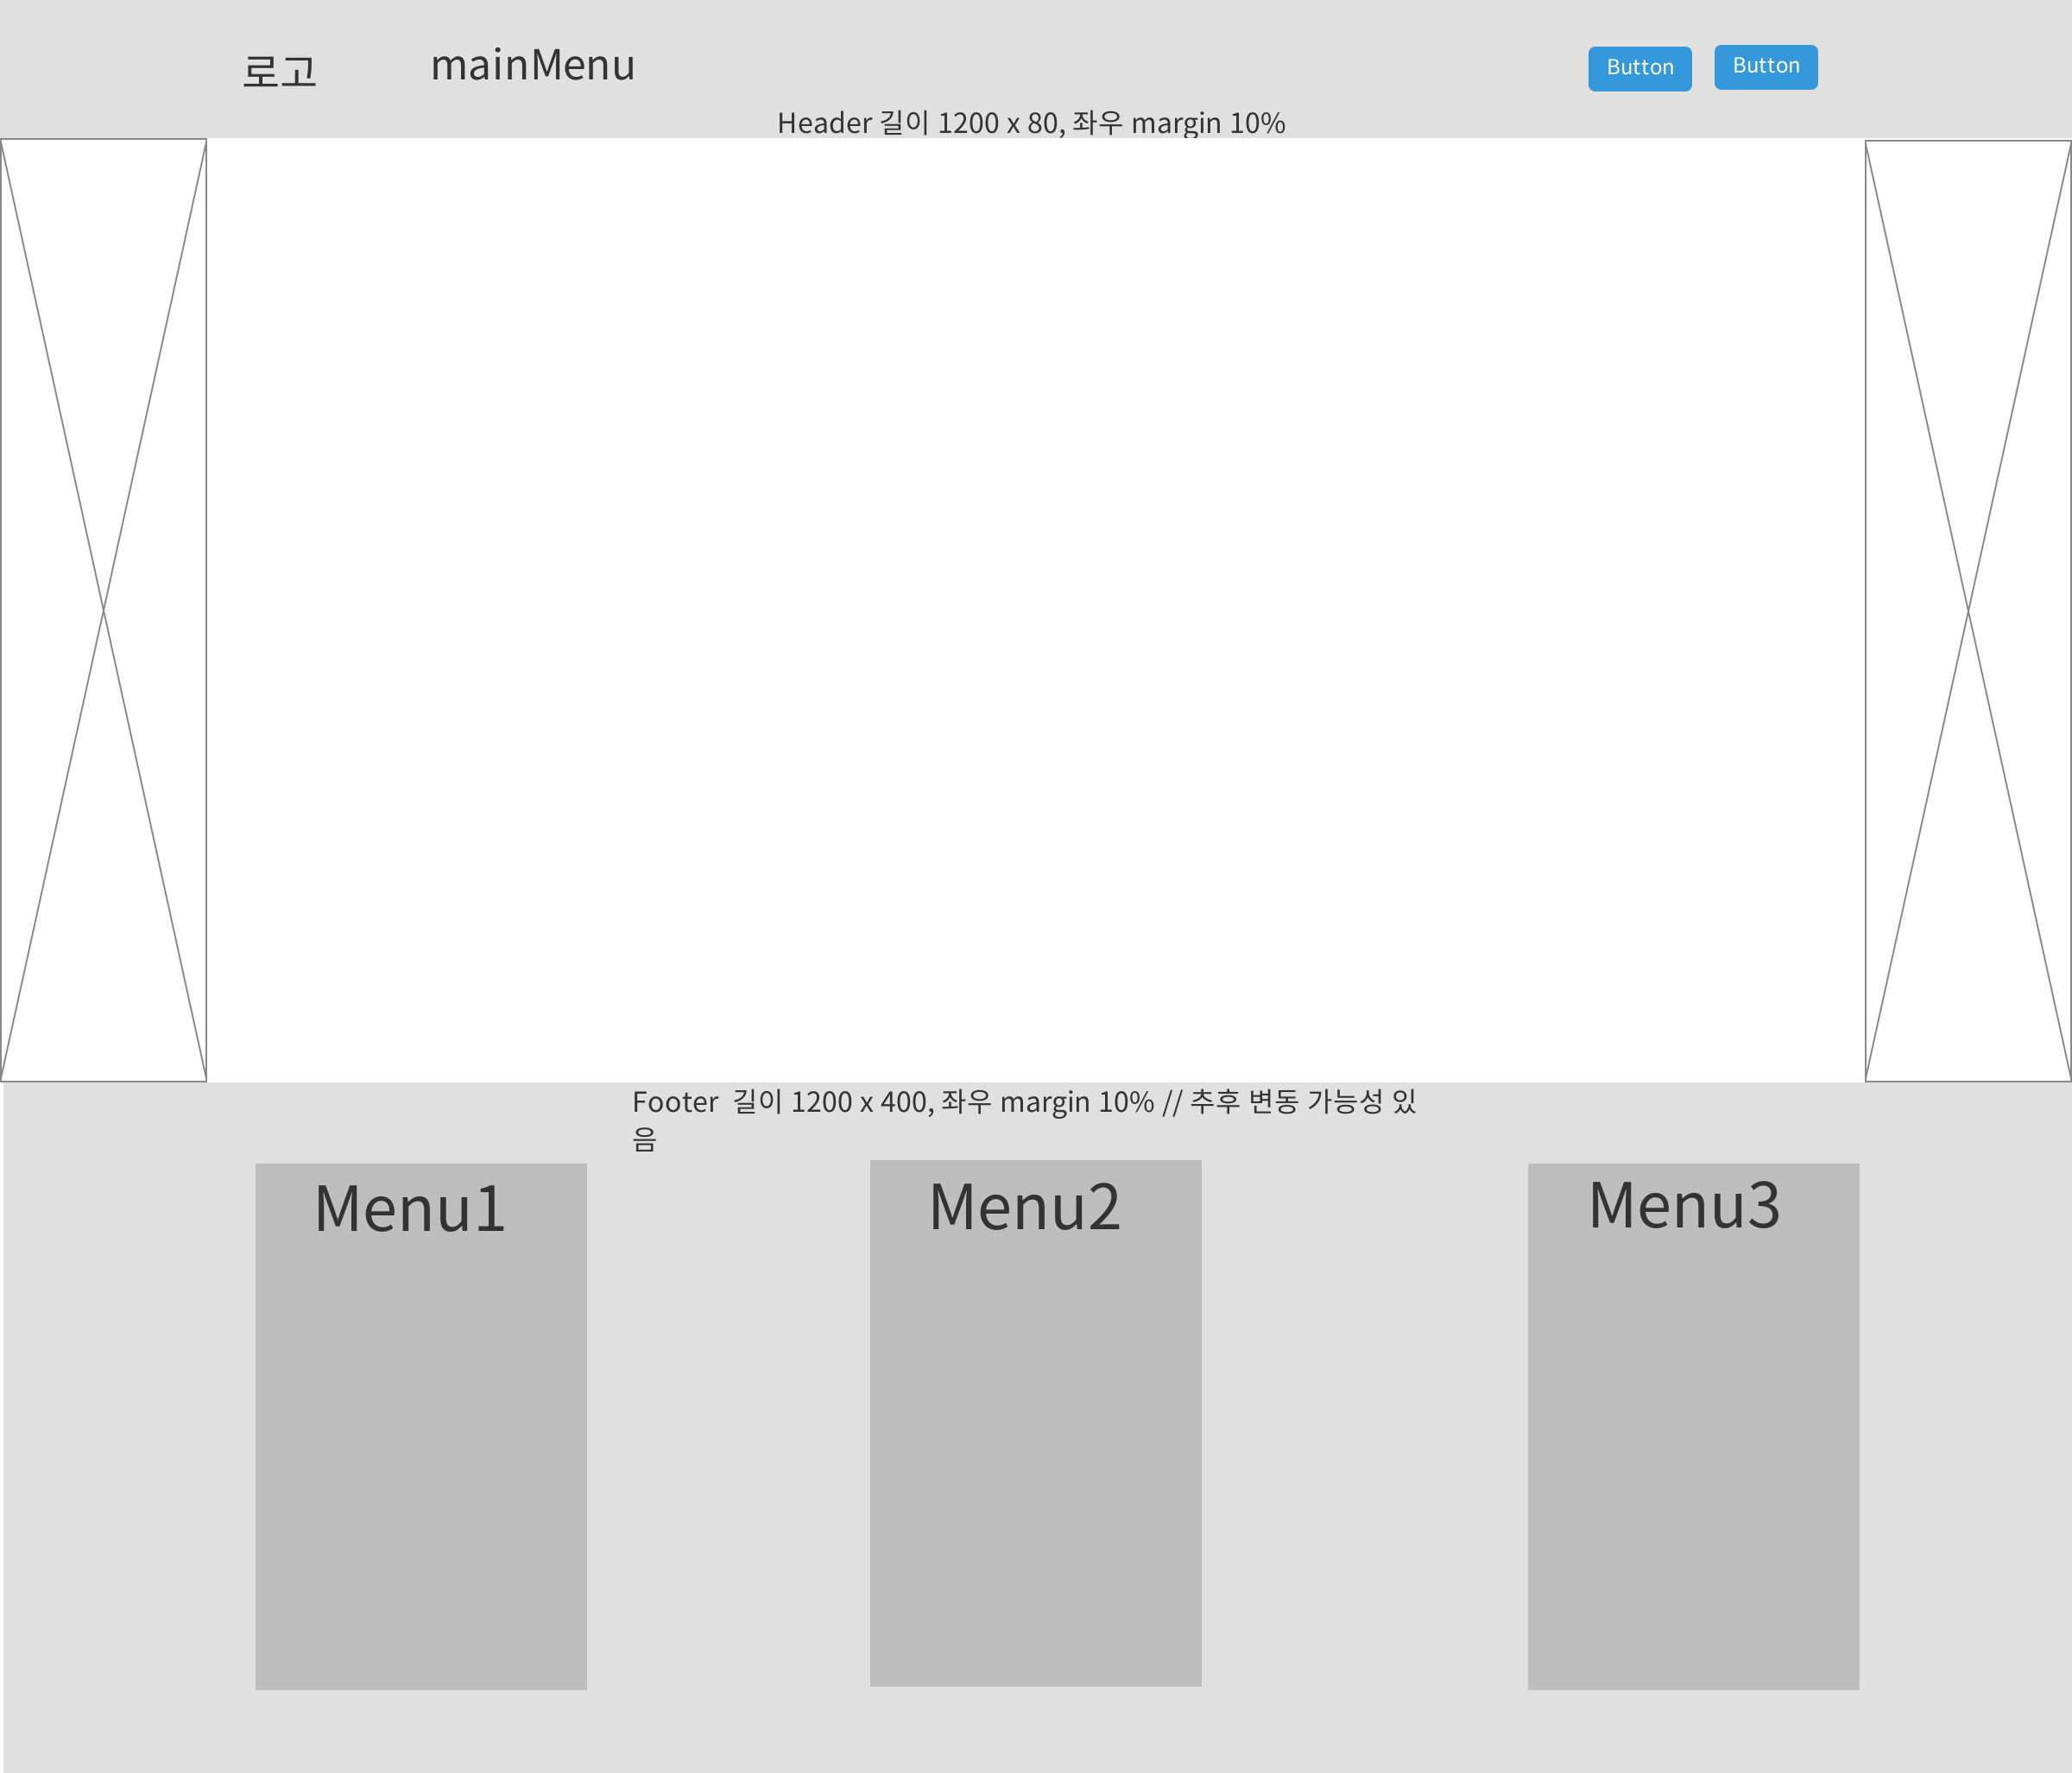 로고
mainMenu
Button
Button
Header 길이 1200 x 80, 좌우 margin 10%
Footer  길이 1200 x 400, 좌우 margin 10% // 추후 변동 가능성 있
음
Menu1
Menu2
Menu3